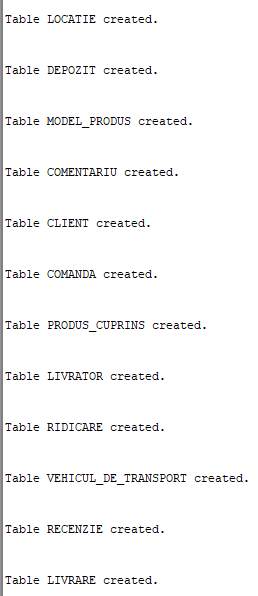 Table LOCATIE created.
Table DEPOZIT created.
Table MODEL_PRODUS created.
Table COMENTARIU created.
Table CLIENT created.
Table COMANDA created.
Table PRODUS_CUPRINS created.
Table LIVRATOR created.
Table RIDICARE created.
Table VEHICUL_DE_TRANSPORT created.
Table RECENZIE created.
Table LIVRARE created.